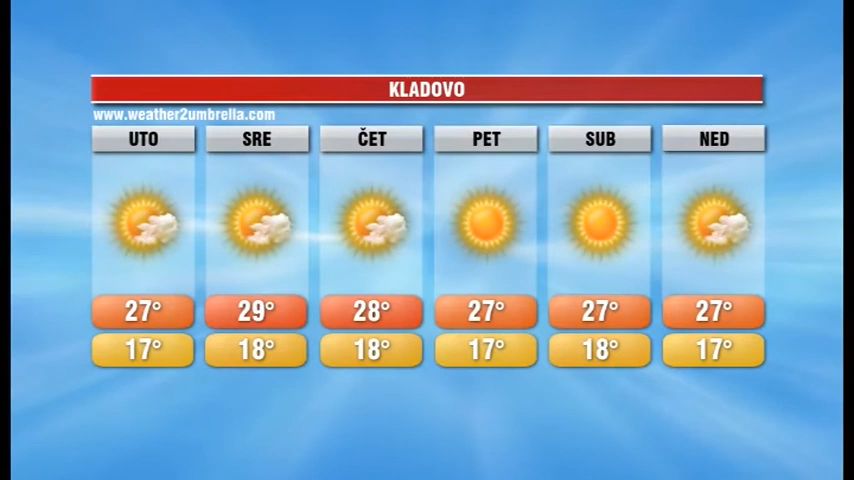 KLADOVO
www.weather2umbrella.com
UTO SRE ČET PET SUB NED
27° 29° 28° 27° 27° 27°
17° 18° 18° 17° 18° 17°